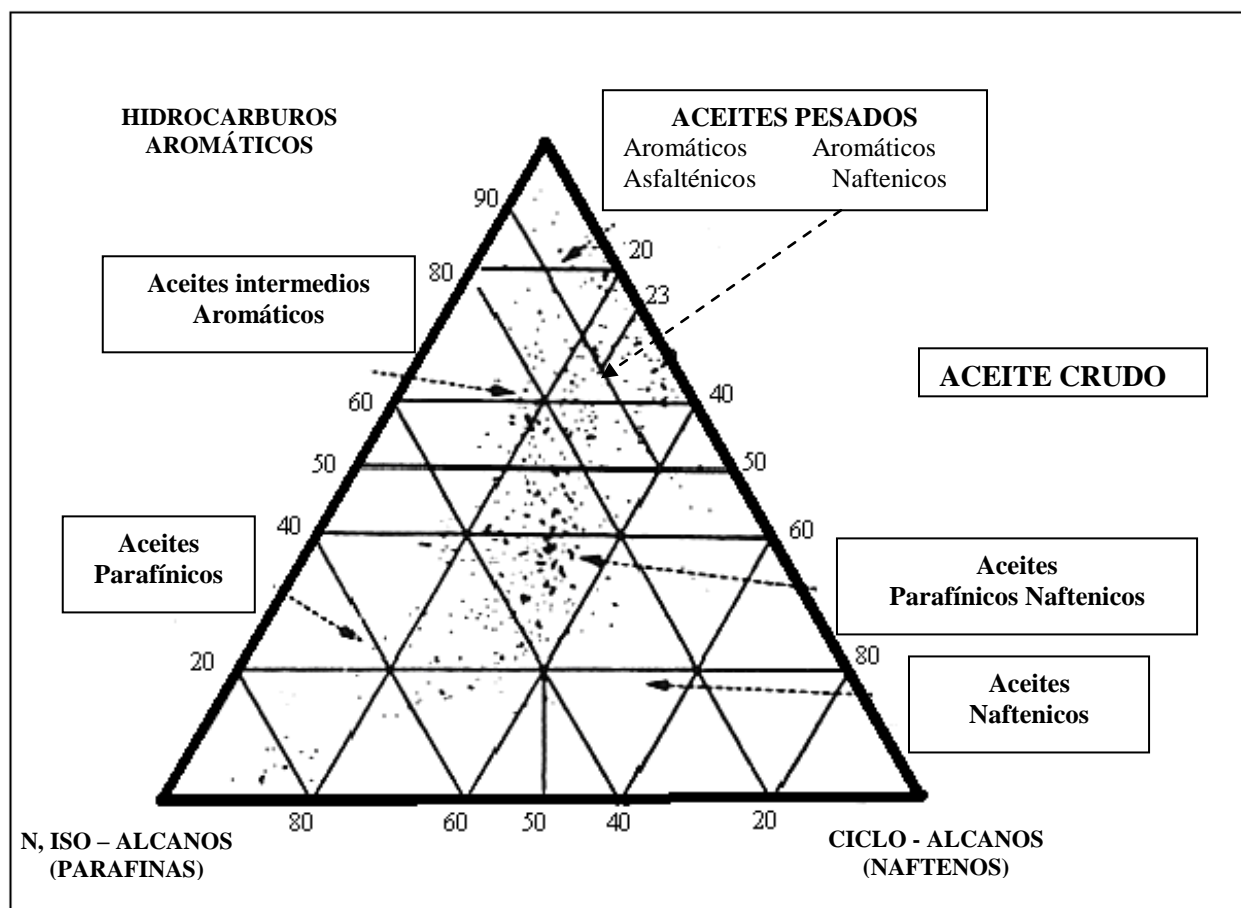 HIDROCARBUROS
AROMÁTICOS
ACEITES PESADOS
Aromáticos Aromáticos
Asfalténicos Naftenicos
90
20
80
23
Aceites intermedios
Aromáticos
ACEITE CRUDO
60
40
50
50
40
60
Aceites
Parafínicos
Aceites
Parafínicos Naftenicos
20
80
Aceites
Naftenicos
80
60
50
40
20
N, ISO – ALCANOS
(PARAFINAS)
CICLO - ALCANOS
(NAFTENOS)